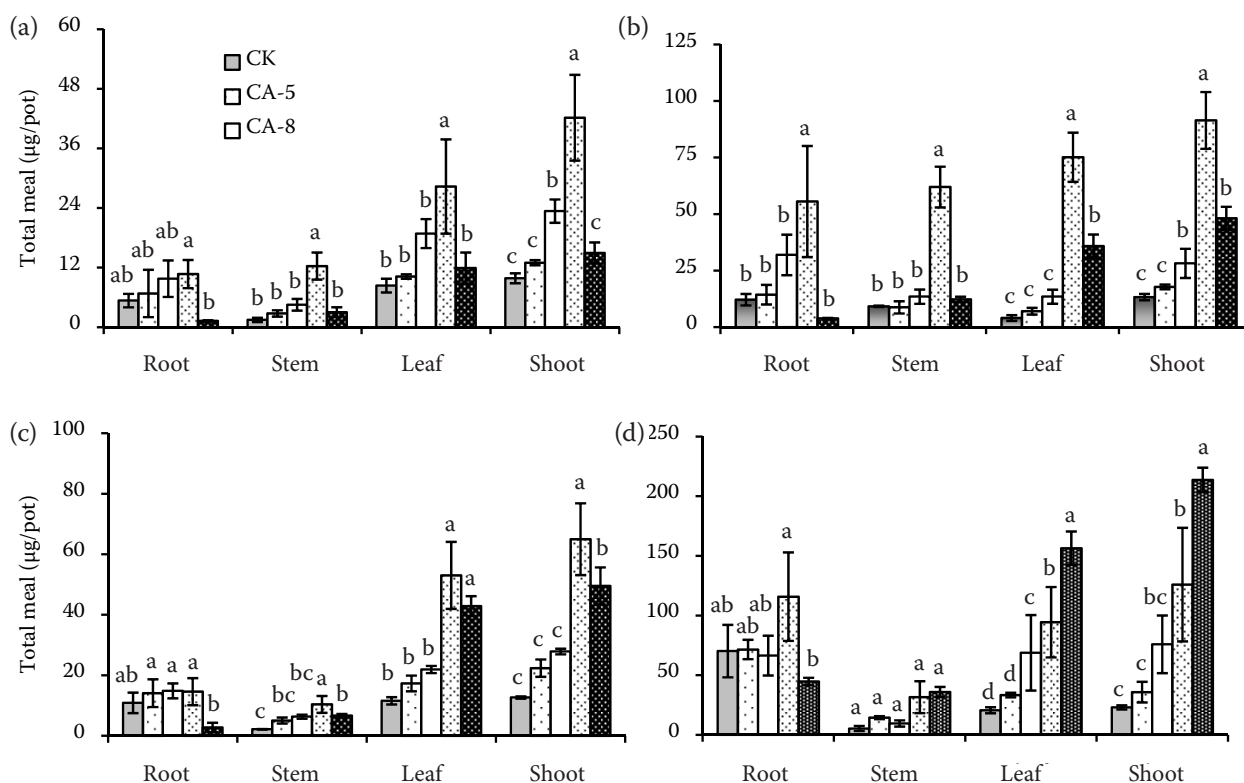 (a)
Total meal (µg/pot)
60
48
36
24
12
0
CK
CA-5
CA-8
ab ab ab a b
b b b a b
b b b a b
c c b a c
Root Stem Leaf Shoot
(b)
125
100
75
50
25
0
b b b a b
b b b a b
c c c a b
c c b a b
Root Stem Leaf Shoot
(c)
Total meal (µg/pot)
100
80
60
40
20
0
ab a a a b
c bc bc a b
b b b a a
c c c a b
Root Stem Leaf Shoot
(d)
250
200
150
100
50
0
ab ab ab a b
a a a a a
d d c b a
c c bc b a
Root Stem Leaf Shoot